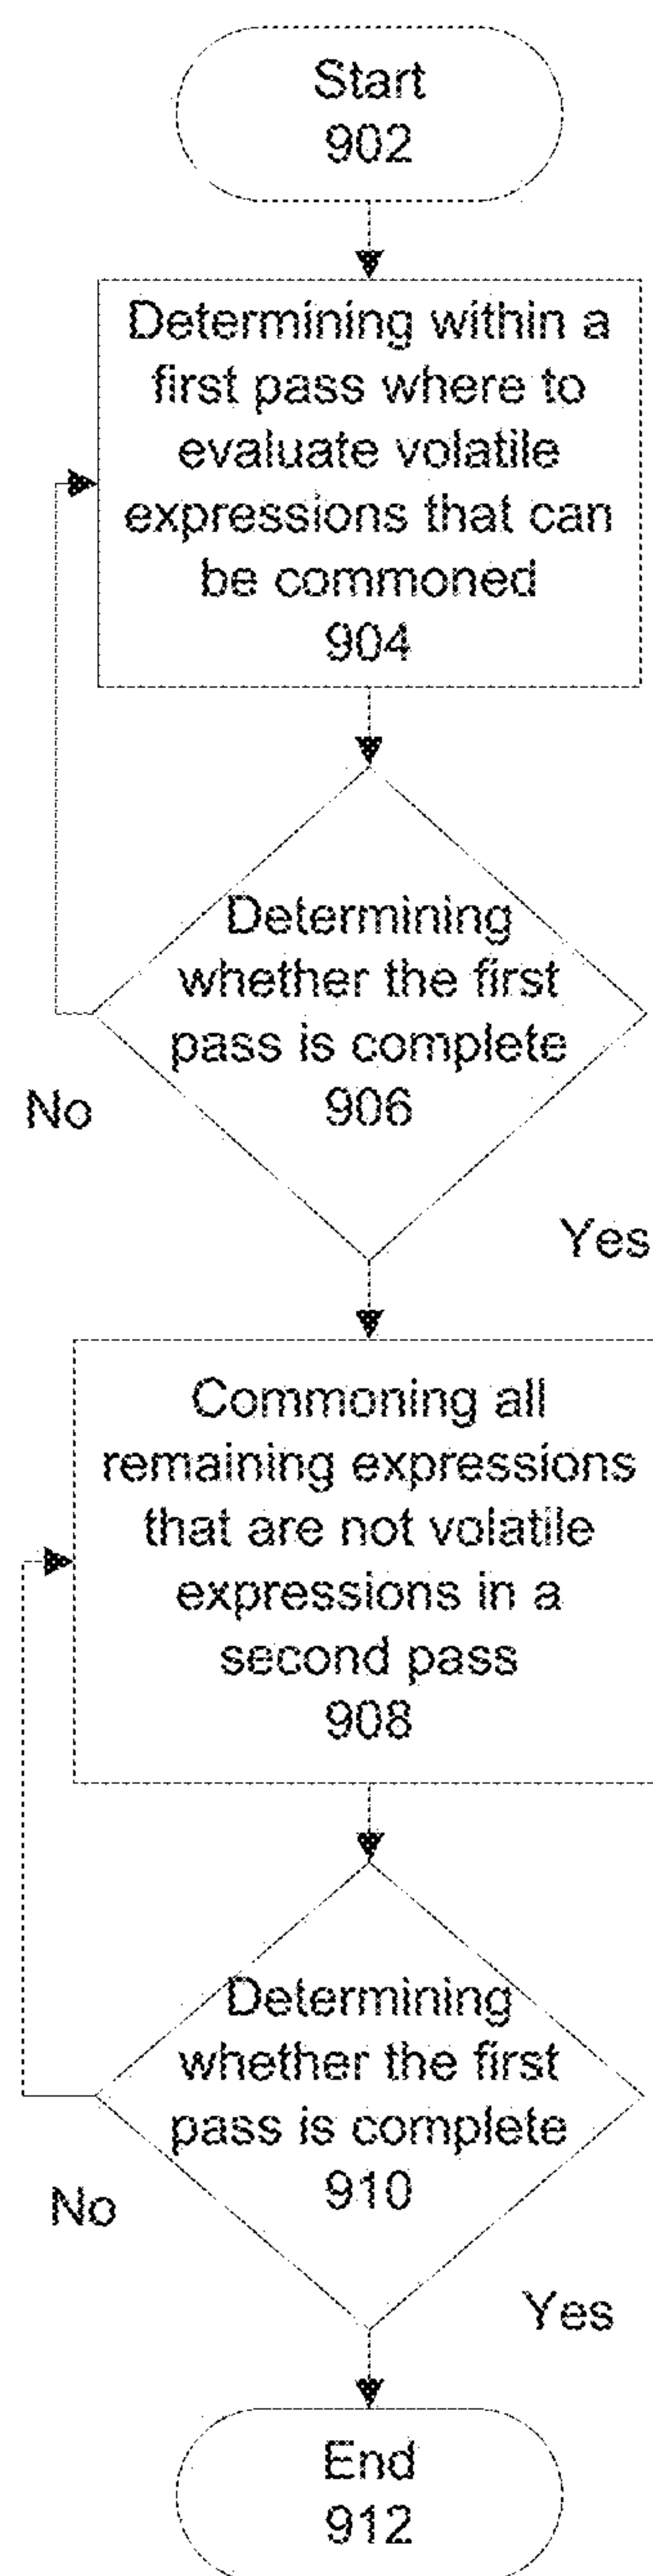 Start
902
Determining within a
first pass where to
evaluate volatile
expressions that can
be commoned
904
Determining
whether the first
pass is complete
906
No
Yes
Commoning all
remaining expressions
that are not volatile
expressions in a
second pass
908
Determining
whether the first
pass is complete
910
No
Yes
End
912